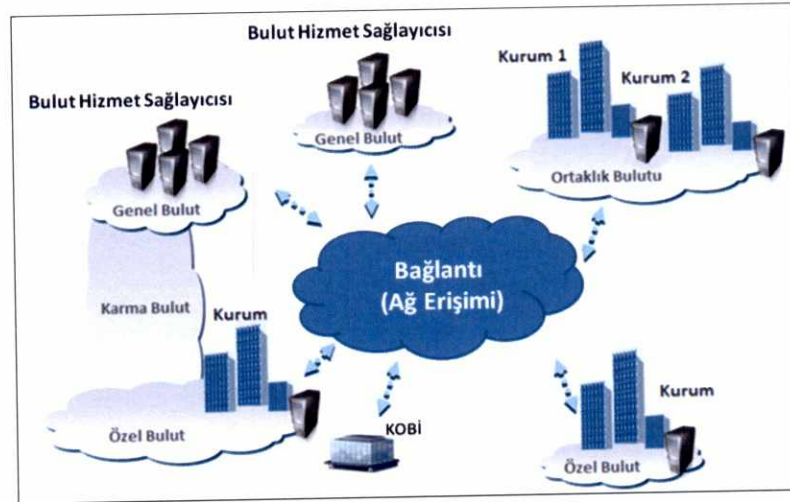 Bulut Hizmet Sağlayıcısı
Genel Bulut
Bulut Hizmet Sağlayıcısı
Genel Bulut
Kurum 1
Kurum 2
Ortaklık Bulutu
Bağlantı
(Ağ Erişimi)
Karma Bulut
Kurum
Özel Bulut
KOBİ
Kurum
Özel Bulut